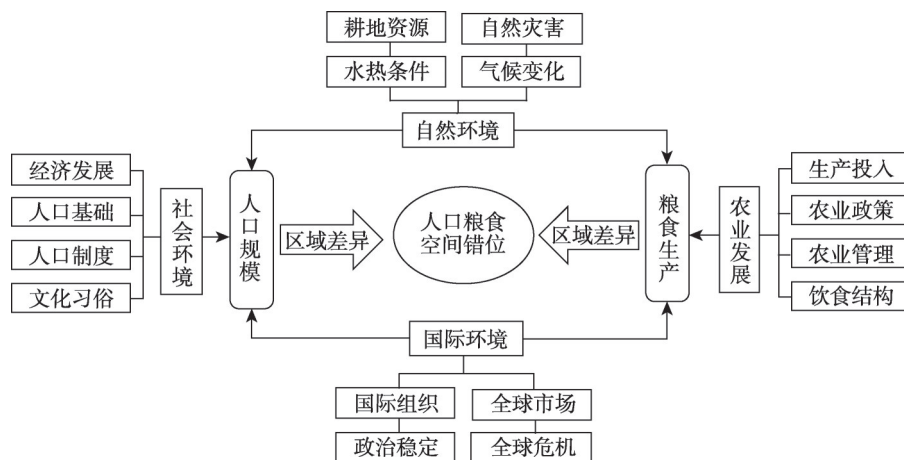 耕地资源
自然灾害
水热条件
气候变化
自然环境
经济发展
人口基础
人口制度
文化习俗
社会环境
人口规模
区域差异
人口粮食
空间错位
区域差异
粮食生产
农业发展
生产投入
农业政策
农业管理
饮食结构
国际环境
国际组织
全球市场
政治稳定
全球危机